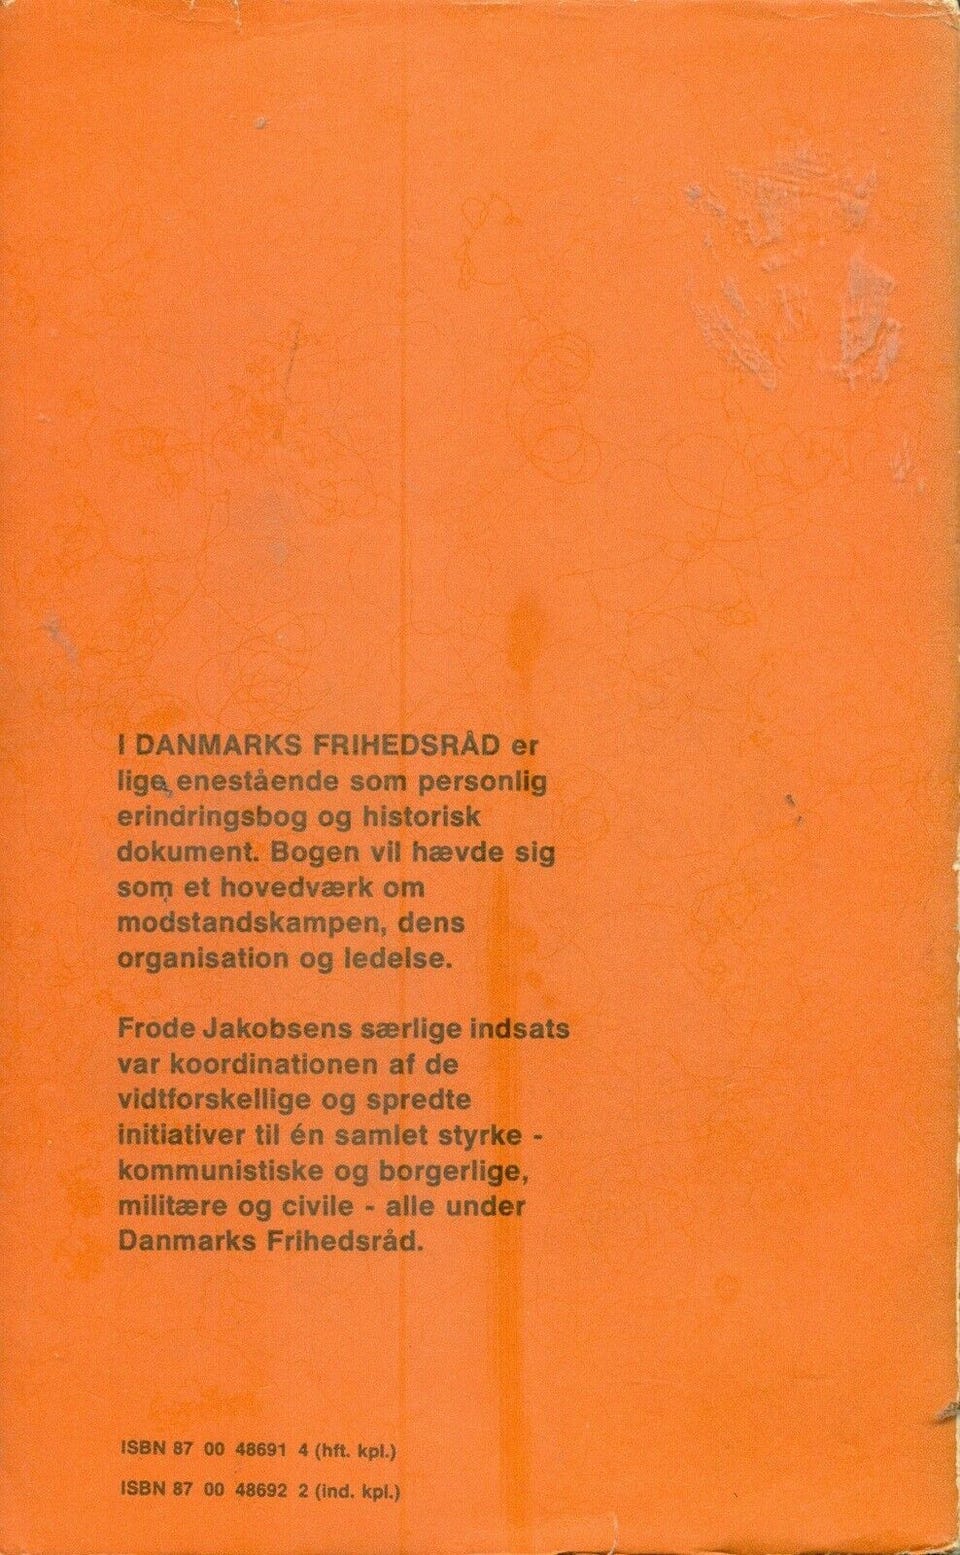 I DANMARKS FRIHEDSRÅD er
lige enestående som personlig
erindringsbog og historisk
dokument. Bogen vil hævde sig
som et hovedværk om
modstandskampen, dens
organisation og ledelse.
Frode Jakobsens særlige indsats
var koordinationen af de
vidtforskellige og spredte
initiativer til én samlet styrke -
kommunistiske og borgerlige,
militære og civile - alle under
Danmarks Frihedsråd.
ISBN 87 00 48691 4 (hft. kpl.)
ISBN 87 00 48692 2 (ind. kpl.)